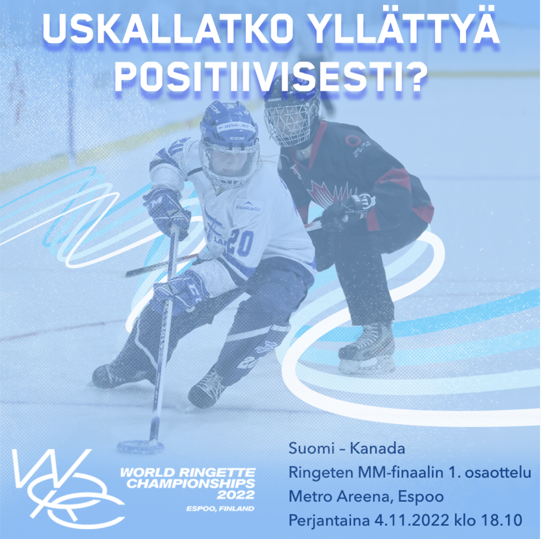 USKALLATKO YLLÄTTYÄ
POSITIIVISESTI?
20
WRC
WORLD RINGETTE
CHAMPIONSHIPS
2022
ESPOO, FINLAND
Suomi – Kanada
Ringeten MM-finaalin 1. osaottelu
Metro Areena, Espoo
Perjantaina 4.11.2022 klo 18.10